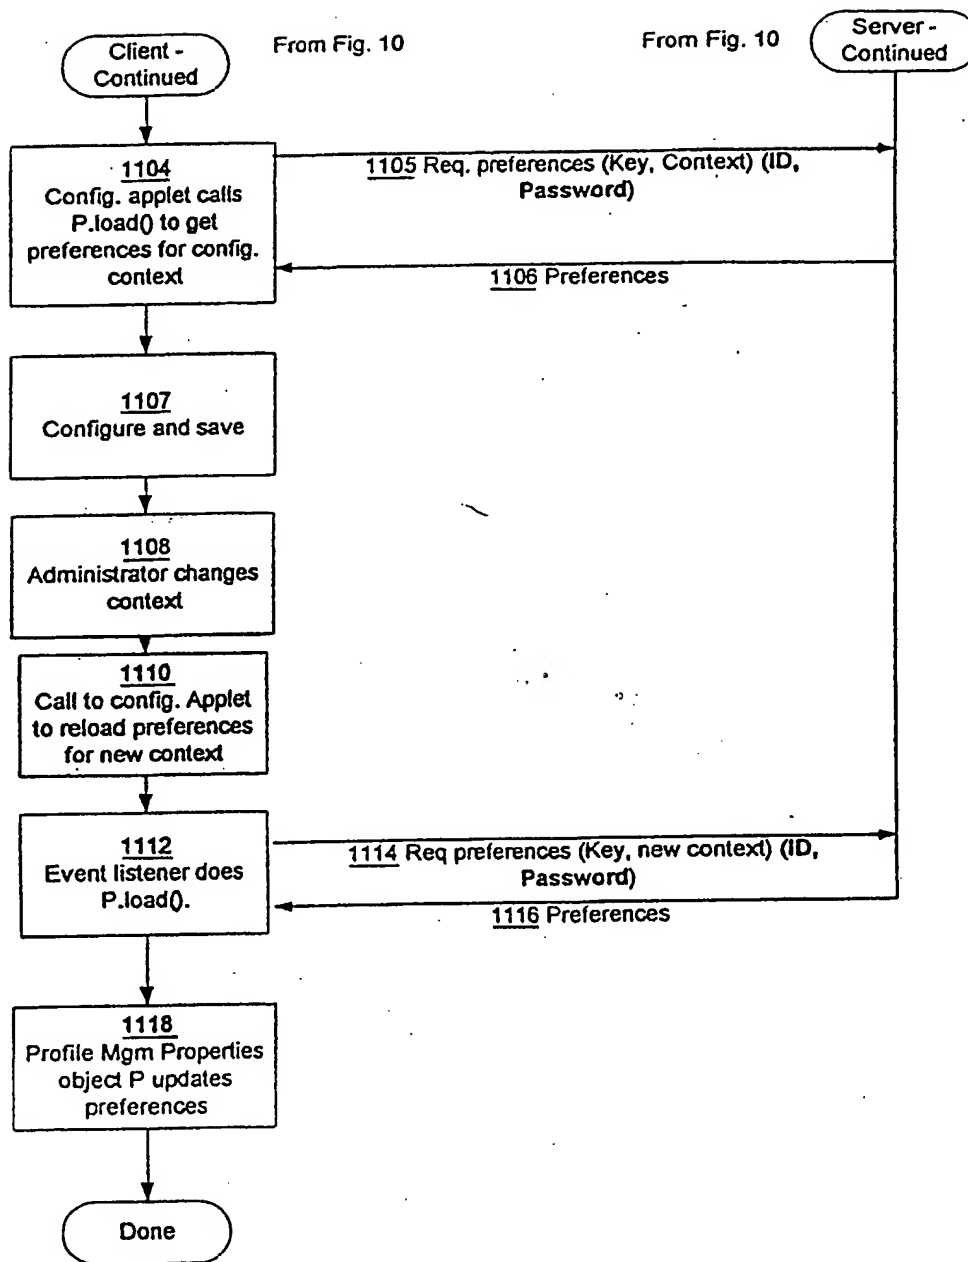 Client -
Continued
From Fig. 10
From Fig. 10
Server -
Continued
1104
Config. applet calls
P.load() to get
preferences for config.
context
1105 Req. preferences (Key, Context) (ID,
Password)
1106 Preferences
1107
Configure and save
1108
Administrator changes
context
1110
Call to config. Applet
to reload preferences
for new context
1112
Event listener does
P.load().
1114 Req preferences (Key, new context) (ID,
Password)
1116 Preferences
1118
Profile Mgm Properties
object P updates
preferences
Done